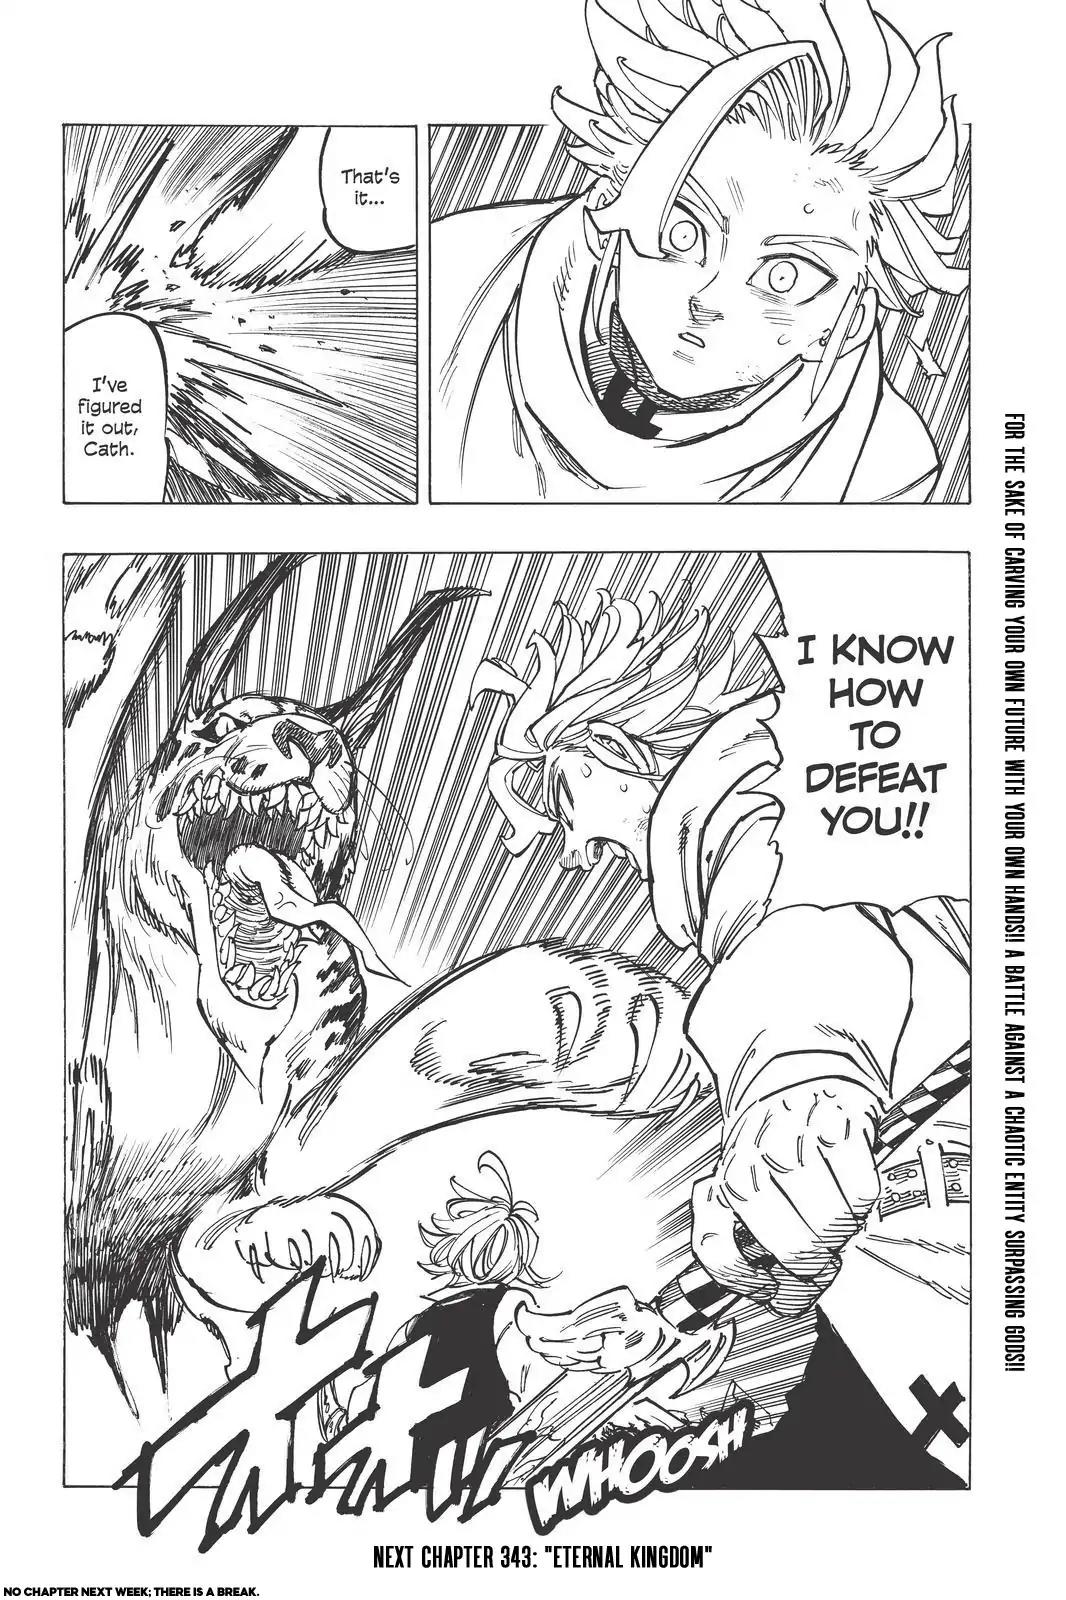 That's
it...
I've
figured
it out,
Cath.
I KNOW
HOW
TO
DEFEAT
YOU!!
WHOOSH
FOR THE SAKE OF CARVING YOUR OWN FUTURE WITH YOUR OWN HANDS!! A BATTLE AGAINST A CHAOTIC ENTITY SURPASSING GODS!!
NEXT CHAPTER 343: "ETERNAL KINGDOM"
NO CHAPTER NEXT WEEK; THERE IS A BREAK.